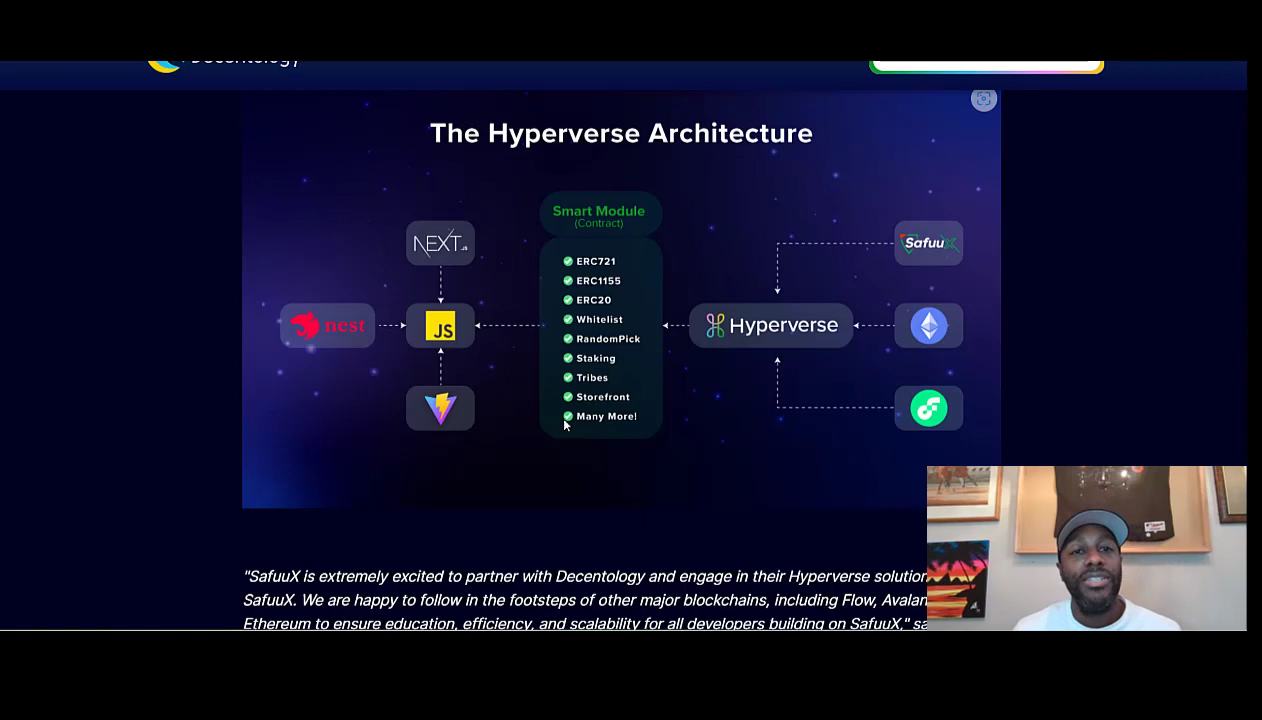 Decentology
The Hyperverse Architecture
Smart Module
(Contract)
NEXT.JS
SafuuX
ERC721
ERC1155
ERC20
Whitelist
nest
JS
Hyperverse
RandomPick
Staking
Tribes
Storefront
Many More!
"SafuuX is extremely excited to partner with Decentology and engage in their Hyperverse solution
SafuuX. We are happy to follow in the footsteps of other major blockchains, including Flow, Avalan
Ethereum to ensure education, efficiency, and scalability for all developers building on SafuuX," sa